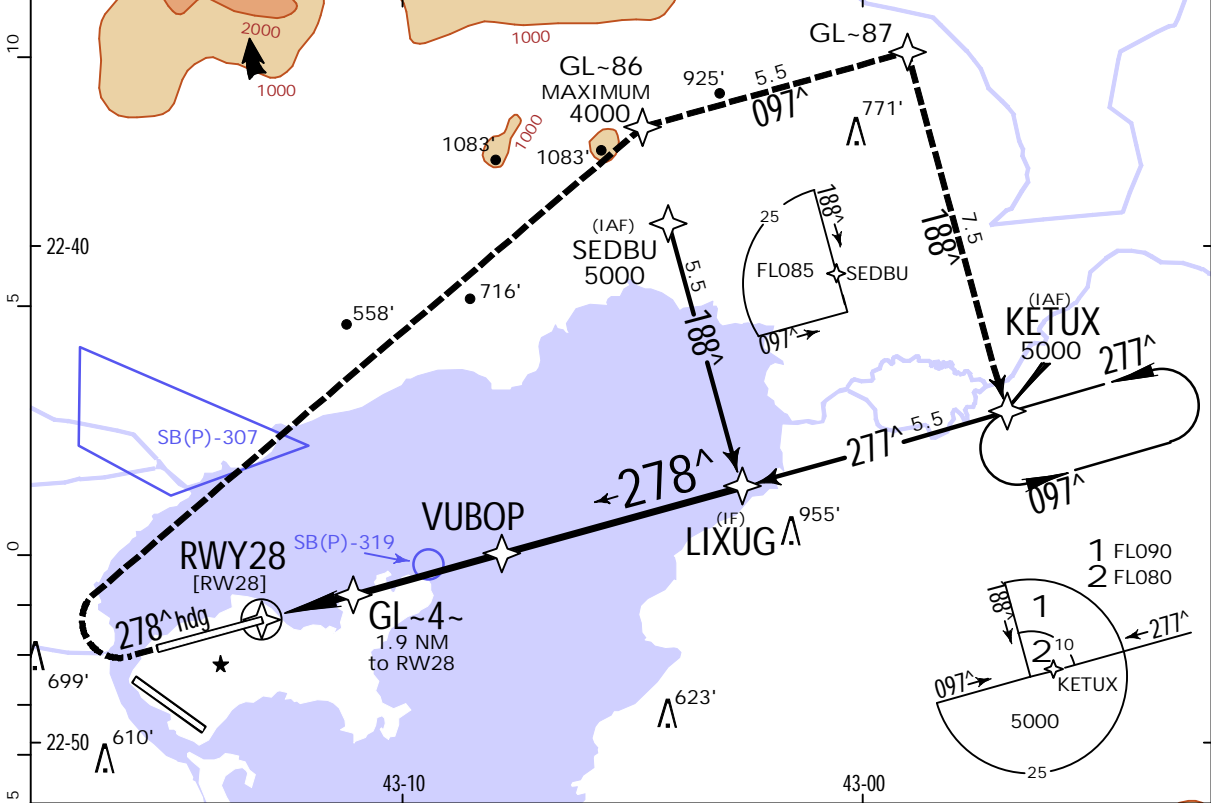 2000
1000
1000
10
GL~87
GL~86
MAXIMUM
4000
925'
5.5
097^
771'
1083'
1000
1083'
188^
25
FL085
SEDBU
097^
(IAF)
SEDBU
5000
5.5
188^
188^
7.5
22-40
5
716'
558'
(IAF)
KETUX
5000
277^
SB(P)-307
277^
5.5
097^
278^
(IF)
LIXUG
955'
VUBOP
SB(P)-319
0
RWY28
[RW28]
GL~4~
1.9 NM
to RW28
278^hdg
1 FL090
2 FL080
188^
1
2
10
277^
097^
KETUX
5000
25
699'
623'
610'
22-50
43-10
43-00
5